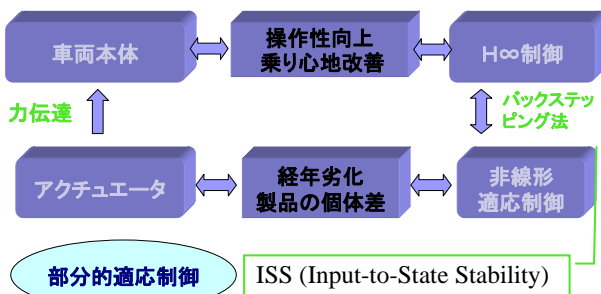 車両本体
操作性向上
乗り心地改善
H∞制御
力伝達
バックステッ
ピング法
アクチュエータ
経年劣化
製品の個体差
非線形
適応制御
部分的適応制御
ISS (Input-to-State Stability)